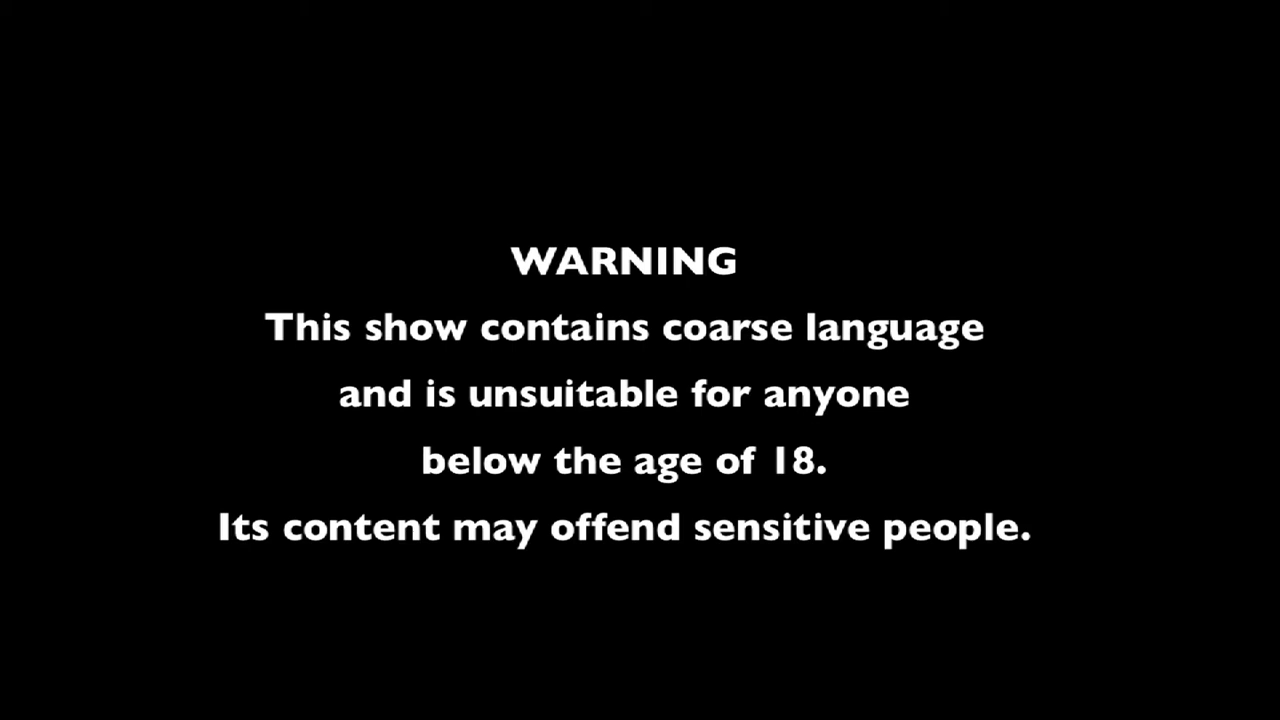 WARNING
This show contains coarse language
and is unsuitable for anyone
below the age of 18.
Its content may offend sensitive people.